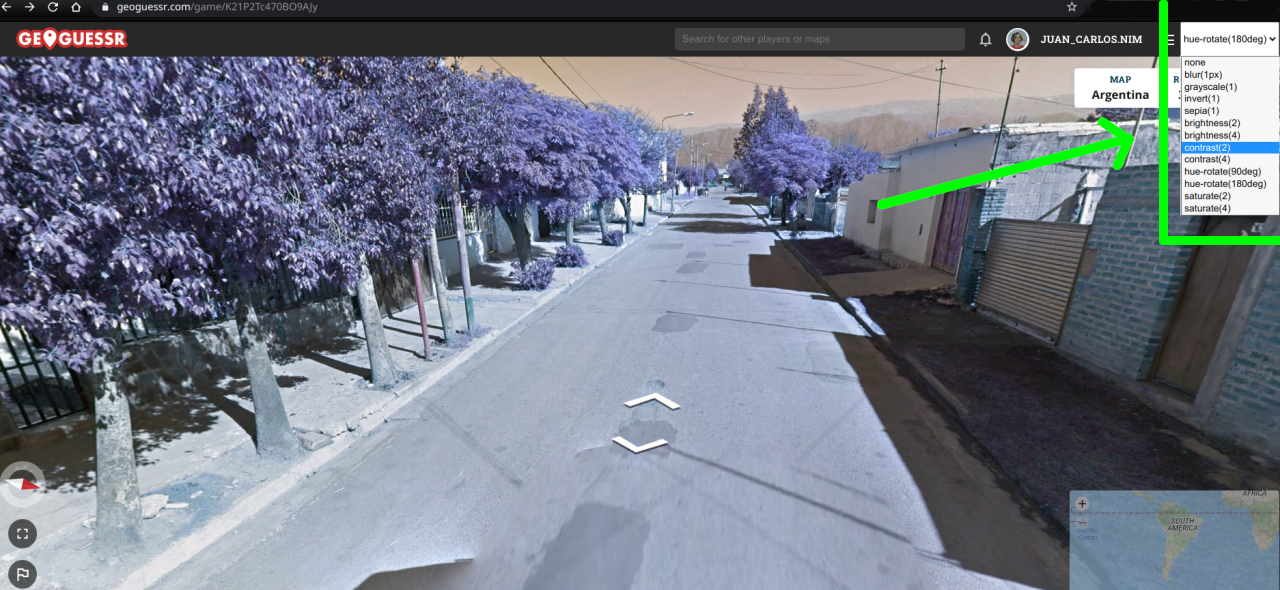 geoguessr.com/game/K21P2Tc470BO9AJy
GEOGUESSR
Search for other players or maps
JUAN_CARLOS.NIM
hue-rotate(180deg)
none
blur(1px)
grayscale(1)
invert(1)
sepia(1)
brightness(2)
brightness(4)
contrast(2)
contrast(4)
hue-rotate(90deg)
hue-rotate(180deg)
saturate(2)
saturate(4)
MAP
Argentina
AFRICA
SOUTH
AMERICA
Ocean